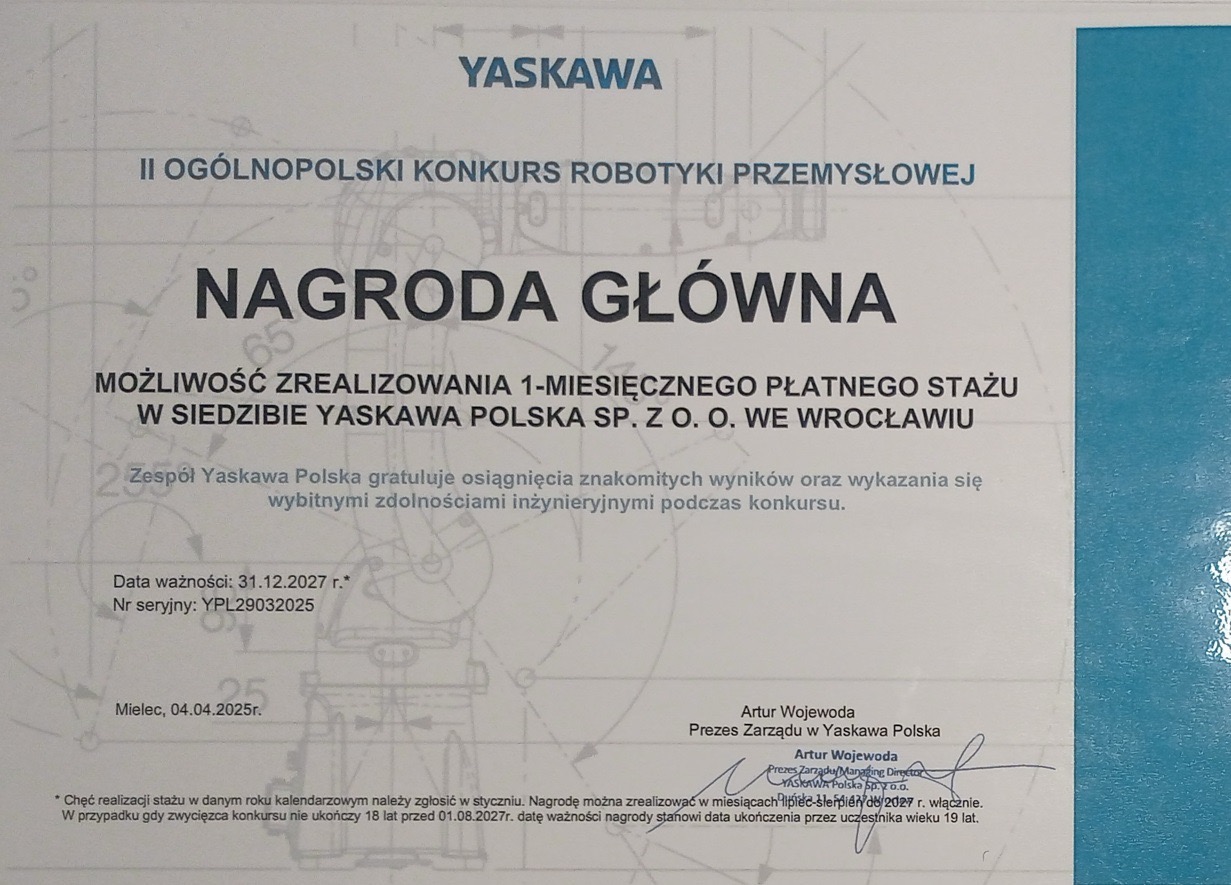 YASKAWA
II OGÓLNOPOLSKI KONKURS ROBOTYKI PRZEMYSŁOWEJ
NAGRODA GŁÓWNA
MOŻLIWOŚĆ ZREALIZOWANIA 1-MIESIĘCZNEGO PŁATNEGO STAŻU
W SIEDZIBIE YASKAWA POLSKA SP. Z O. O. WE WROCŁAWIU
65°
255°
Zespół Yaskawa Polska gratuluje osiągnięcia znakomitych wyników oraz wykazania się
wybitnymi zdolnościami inżynieryjnymi podczas konkursu.
Data ważności: 31.12.2027 r.*
Nr seryjny: YPL29032025
25
Mielec, 04.04.2025r.
Artur Wojewoda
Prezes Zarządu w Yaskawa Polska
Artur Wojewoda
Prezes Zarządu/Managing Director
YASKAWA Polska Sp. z o.o.
* Chęć realizacji stażu w danym roku kalendarzowym należy zgłosić w styczniu. Nagrodę można zrealizować w miesiącach lipiec-sierpień do 2027 r. włącznie.
W przypadku gdy zwycięzca konkursu nie ukończy 18 lat przed 01.08.2027r. datę ważności nagrody stanowi data ukończenia przez uczestnika wieku 19 lat.